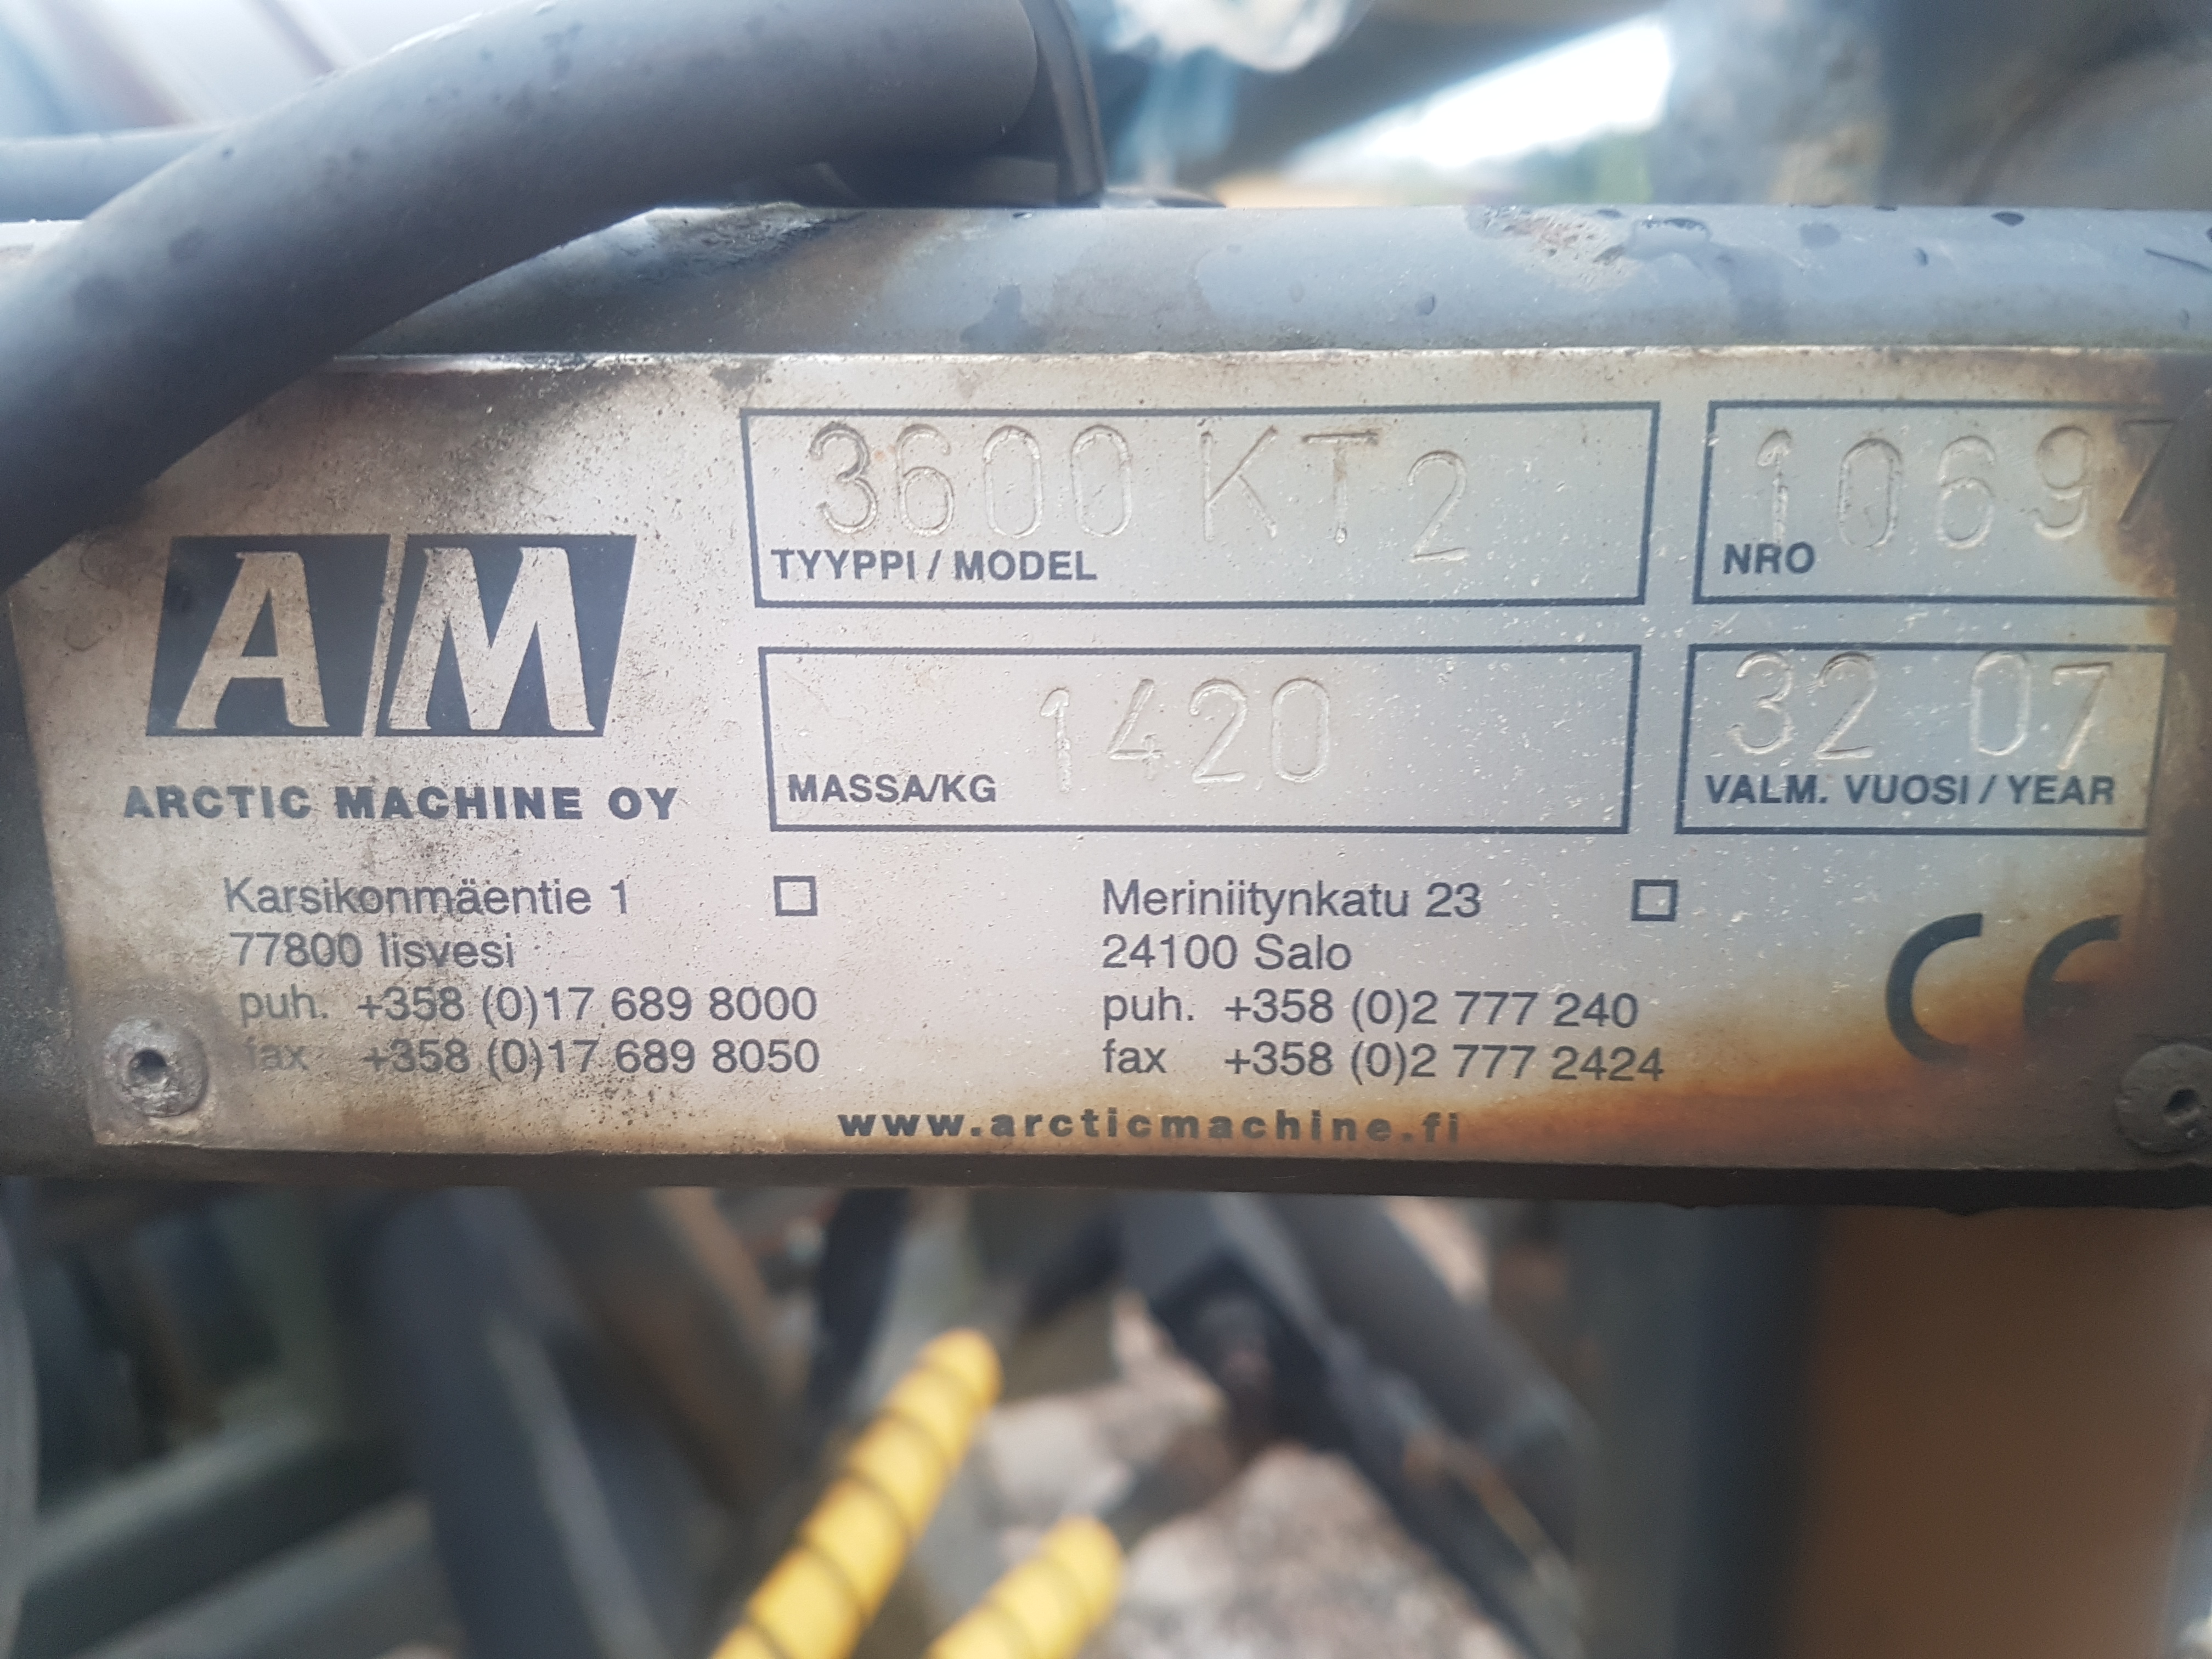 3600 KT2
TYYPPI / MODEL
10697
NRO
AM
ARCTIC MACHINE OY
1420
MASSA/KG
32 07
VALM. VUOSI / YEAR
Karsikonmäentie 1
77800 Iisvesi
puh. +358 (0)17 689 8000
fax +358 (0)17 689 8050
Meriniitynkatu 23
24100 Salo
puh. +358 (0)2 777 240
fax +358 (0)2 777 2424
CE
www.arcticmachine.fi